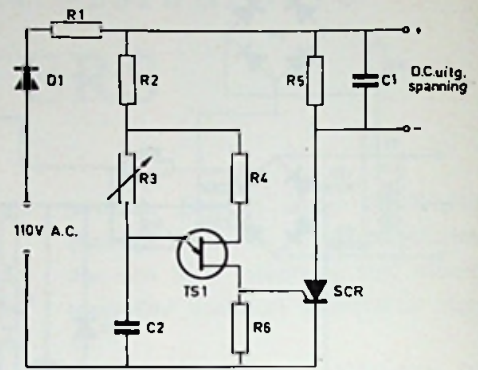 R1
+
D1
R2
R5
C1
D.C.uitg.
spanning
-
R3
R4
110V A.C.
TS1
SCR
C2
R6